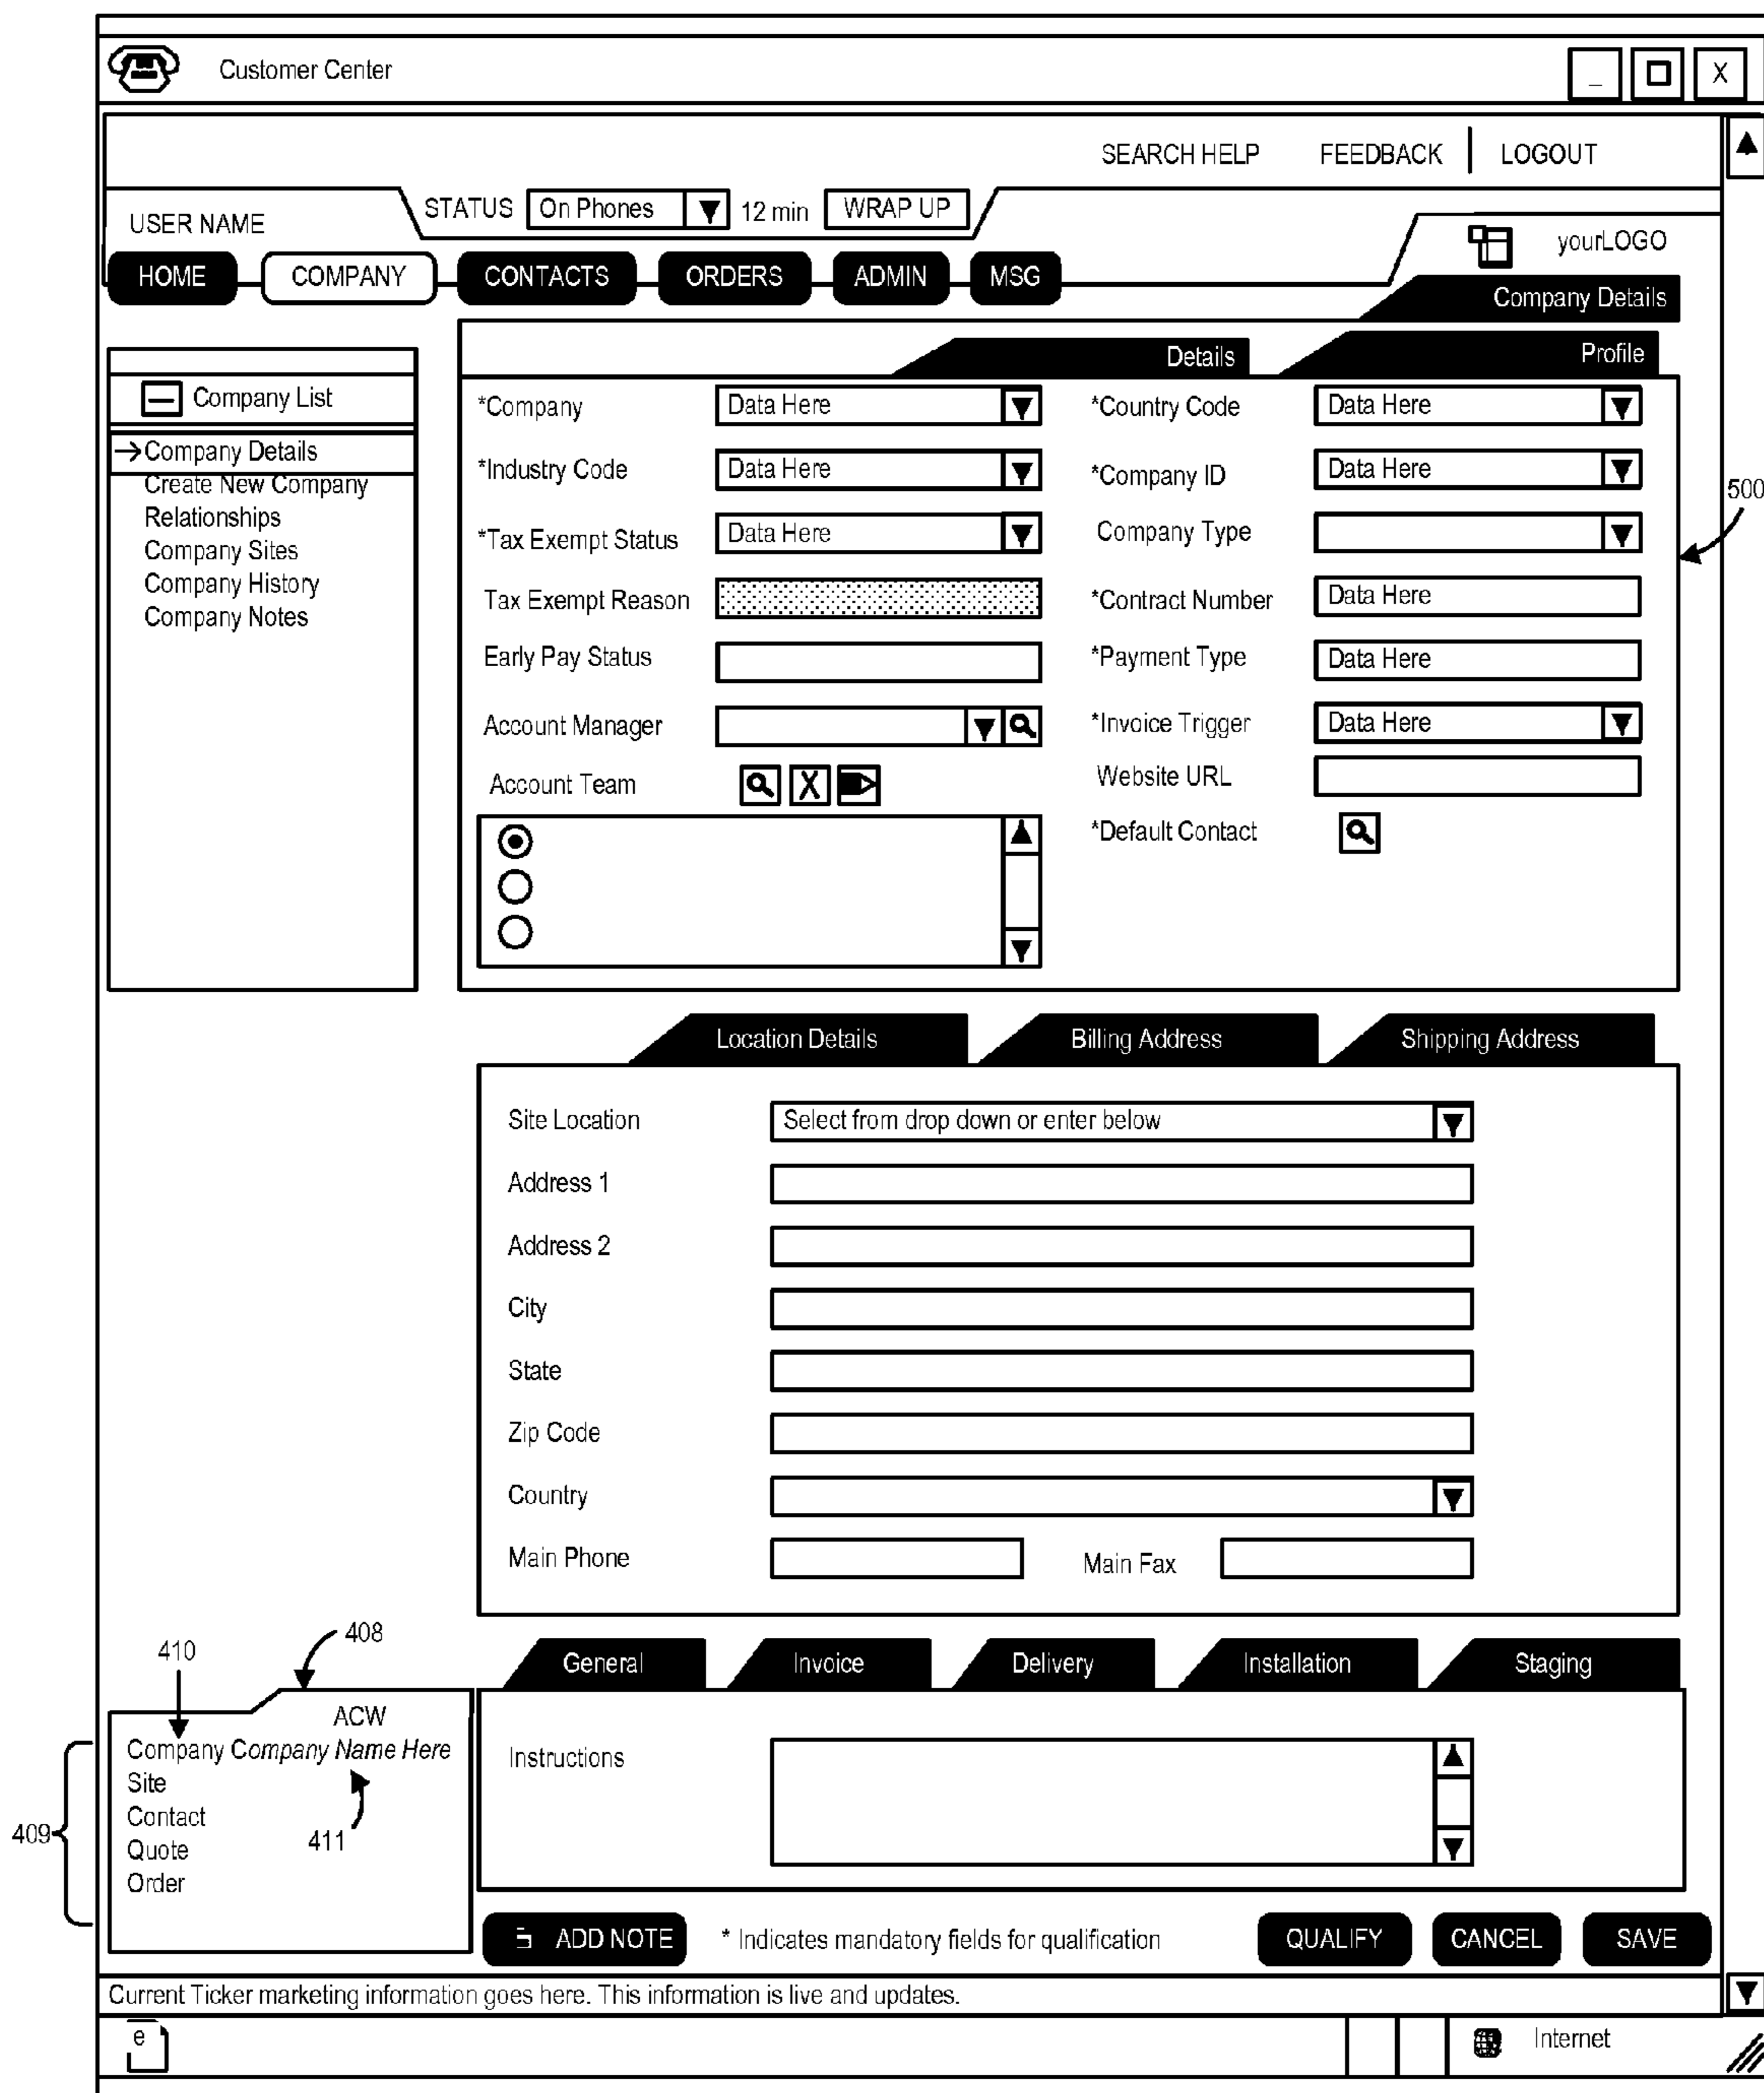 Customer Center
_ X
SEARCH HELP FEEDBACK LOGOUT
USER NAME STATUS On Phones 12 min WRAP UP
yourLOGO
HOME COMPANY CONTACTS ORDERS ADMIN MSG
Company Details
Details Profile
Company List
Company Details
Create New Company
Relationships
Company Sites
Company History
Company Notes
*Company Data Here *Country Code Data Here
*Industry Code Data Here *Company ID Data Here
*Tax Exempt Status Data Here Company Type
Tax Exempt Reason *Contract Number Data Here
Early Pay Status *Payment Type Data Here
Account Manager *Invoice Trigger Data Here
Account Team X Website URL
*Default Contact
500
Location Details Billing Address Shipping Address
Site Location Select from drop down or enter below
Address 1
Address 2
City
State
Zip Code
Country
Main Phone Main Fax
410 408
General Invoice Delivery Installation Staging
ACW
Company Company Name Here
Site
Contact
Quote
Order
409
411
Instructions
ADD NOTE * Indicates mandatory fields for qualification QUALIFY CANCEL SAVE
Current Ticker marketing information goes here. This information is live and updates.
e Internet